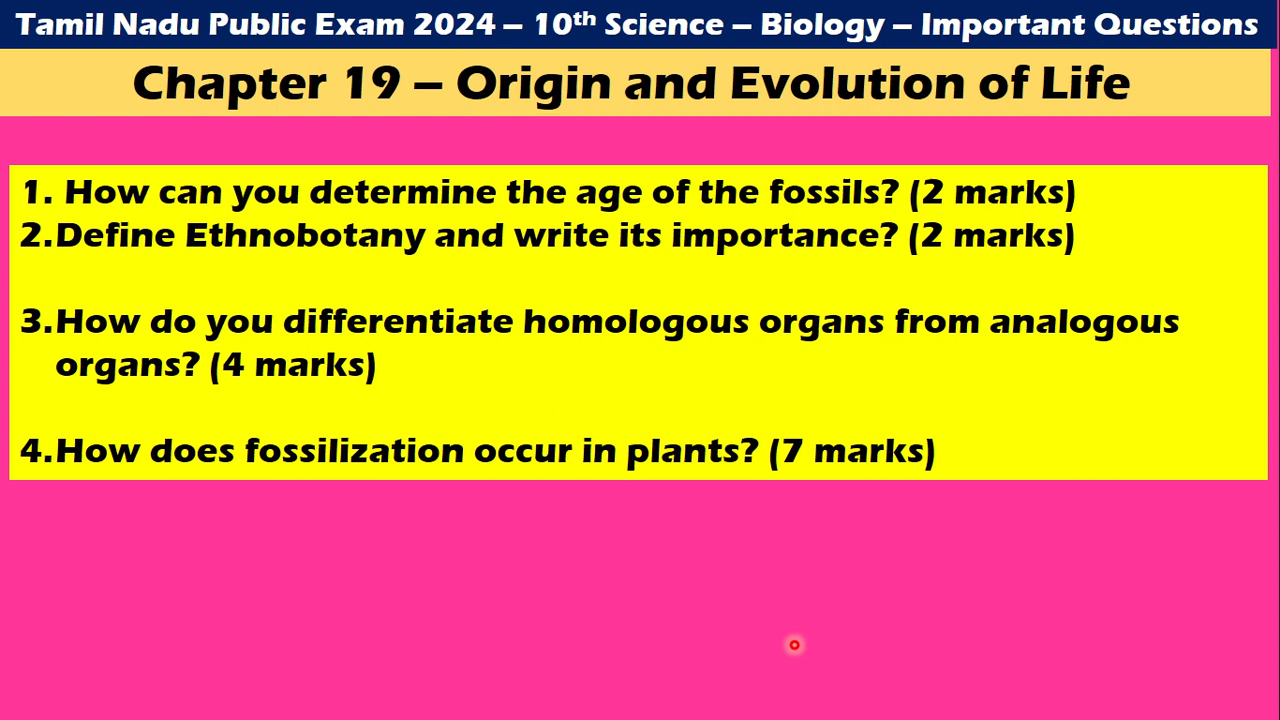 Tamil Nadu Public Exam 2024 – 10th Science – Biology – Important Questions
Chapter 19 – Origin and Evolution of Life
1. How can you determine the age of the fossils? (2 marks)
2.Define Ethnobotany and write its importance? (2 marks)
3.How do you differentiate homologous organs from analogous
organs? (4 marks)
4.How does fossilization occur in plants? (7 marks)